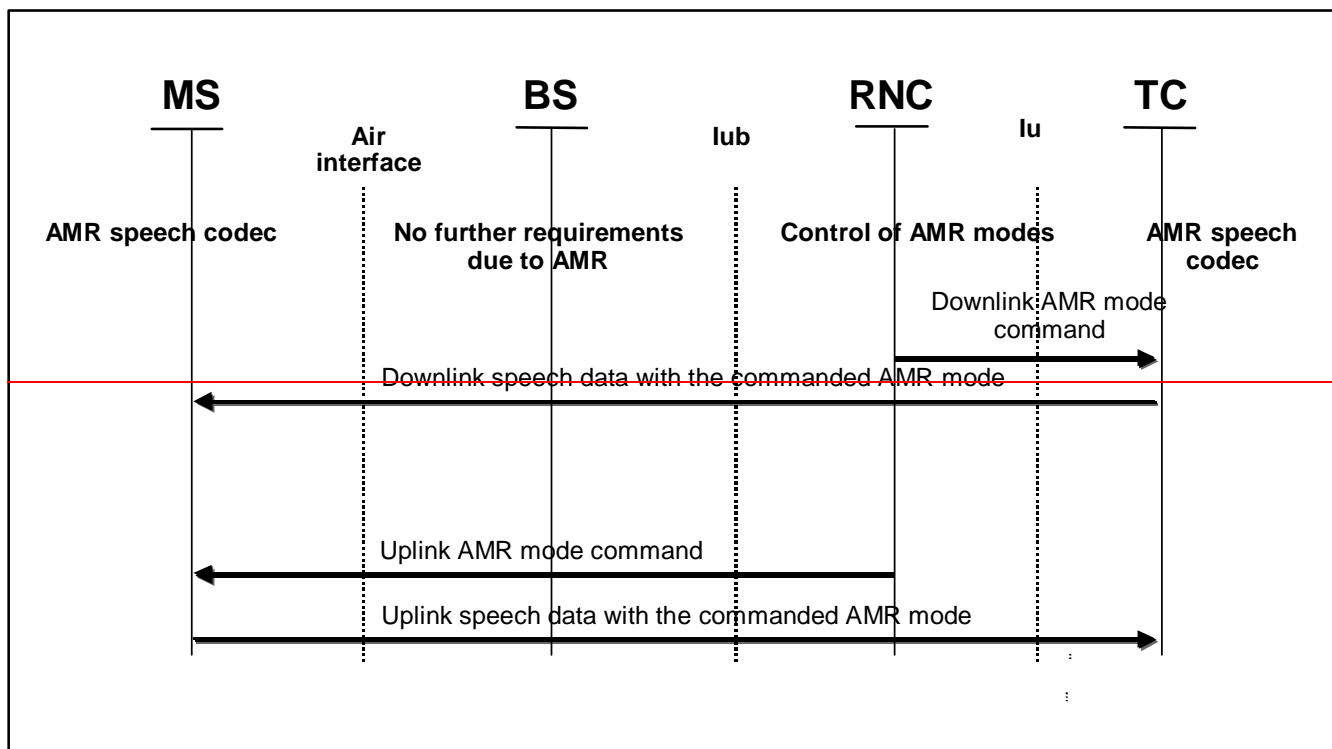 MS
BS
RNC
TC
Air
interface
Iub
Iu
AMR speech codec
No further requirements
due to AMR
Control of AMR modes
AMR speech
codec
Downlink AMR mode
command
Downlink speech data with the commanded AMR mode
Uplink AMR mode command
Uplink speech data with the commanded AMR mode